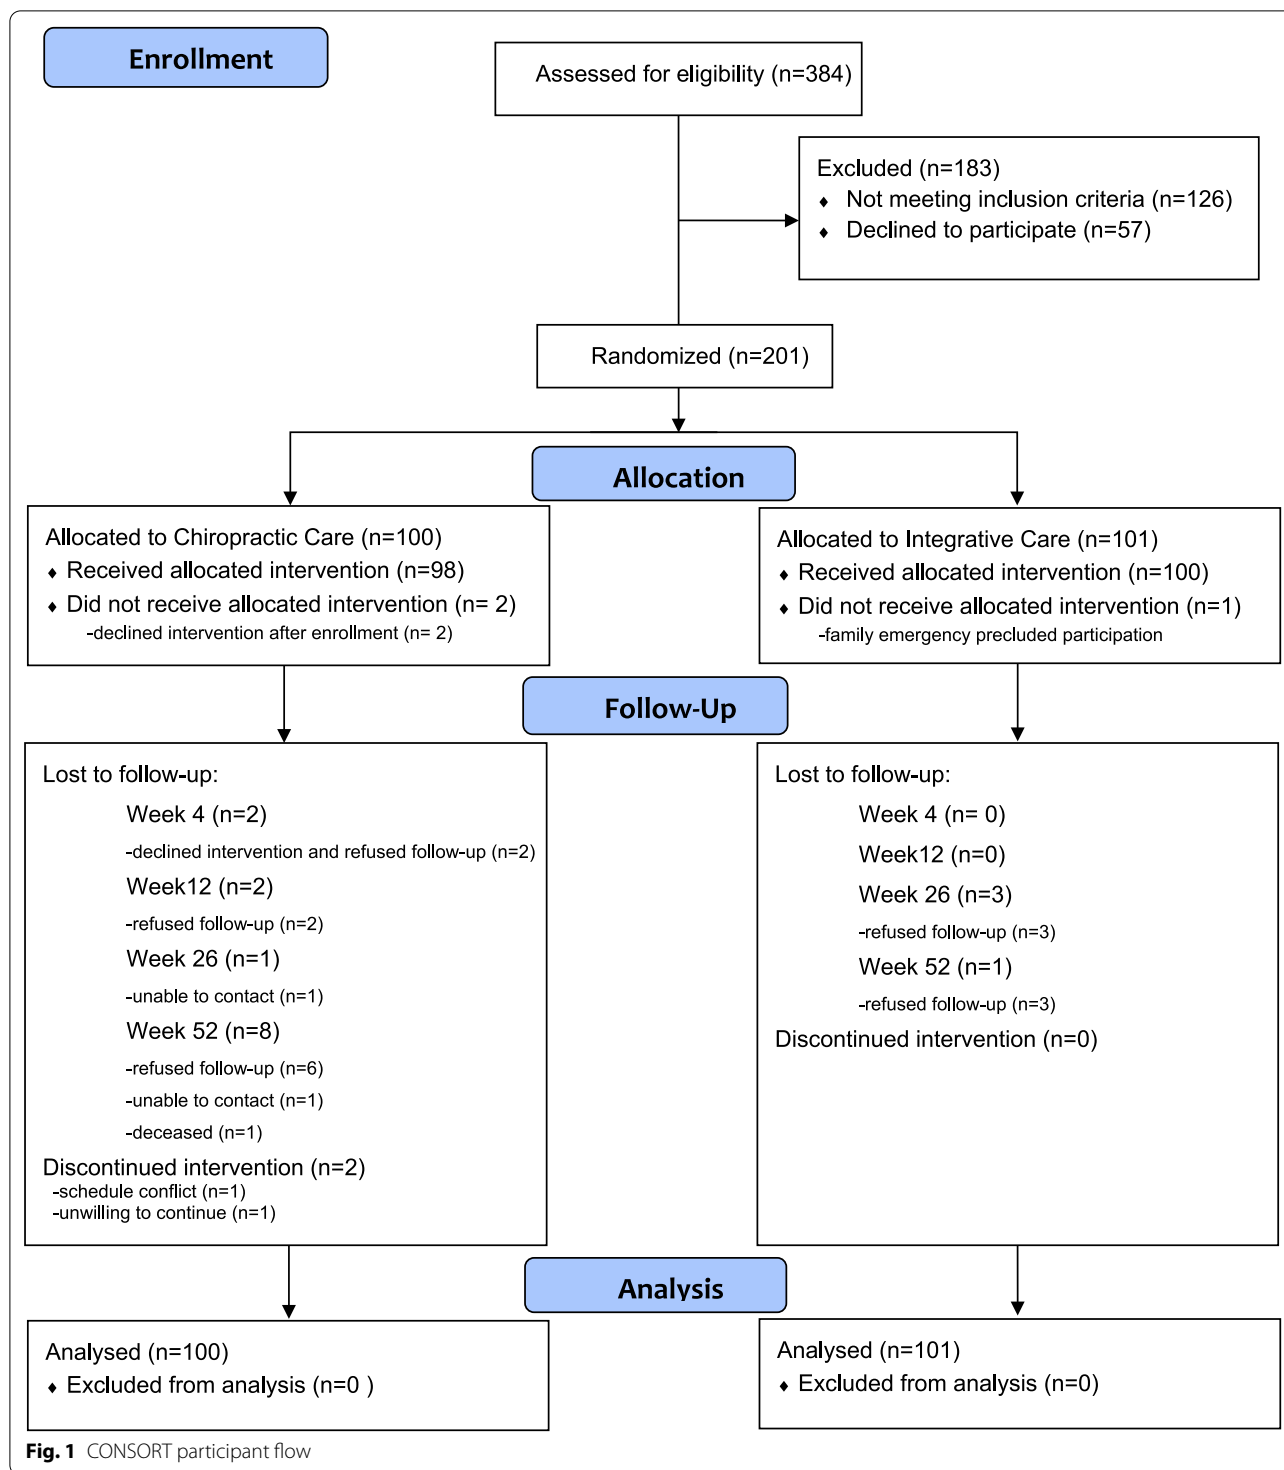 Enrollment
Assessed for eligibility (n=384)
Excluded (n=183)
♦ Not meeting inclusion criteria (n=126)
♦ Declined to participate (n=57)
Randomized (n=201)
Allocation
Allocated to Chiropractic Care (n=100)
♦ Received allocated intervention (n=98)
♦ Did not receive allocated intervention (n= 2)
-declined intervention after enrollment (n= 2)
Allocated to Integrative Care (n=101)
♦ Received allocated intervention (n=100)
♦ Did not receive allocated intervention (n=1)
-family emergency precluded participation
Follow-Up
Lost to follow-up:
Week 4 (n=2)
-declined intervention and refused follow-up (n=2)
Week12 (n=2)
-refused follow-up (n=2)
Week 26 (n=1)
-unable to contact (n=1)
Week 52 (n=8)
-refused follow-up (n=6)
-unable to contact (n=1)
-deceased (n=1)
Discontinued intervention (n=2)
-schedule conflict (n=1)
-unwilling to continue (n=1)
Lost to follow-up:
Week 4 (n= 0)
Week12 (n=0)
Week 26 (n=3)
-refused follow-up (n=3)
Week 52 (n=1)
-refused follow-up (n=3)
Discontinued intervention (n=0)
Analysis
Analysed (n=100)
♦ Excluded from analysis (n=0 )
Analysed (n=101)
♦ Excluded from analysis (n=0)
Fig. 1 CONSORT participant flow